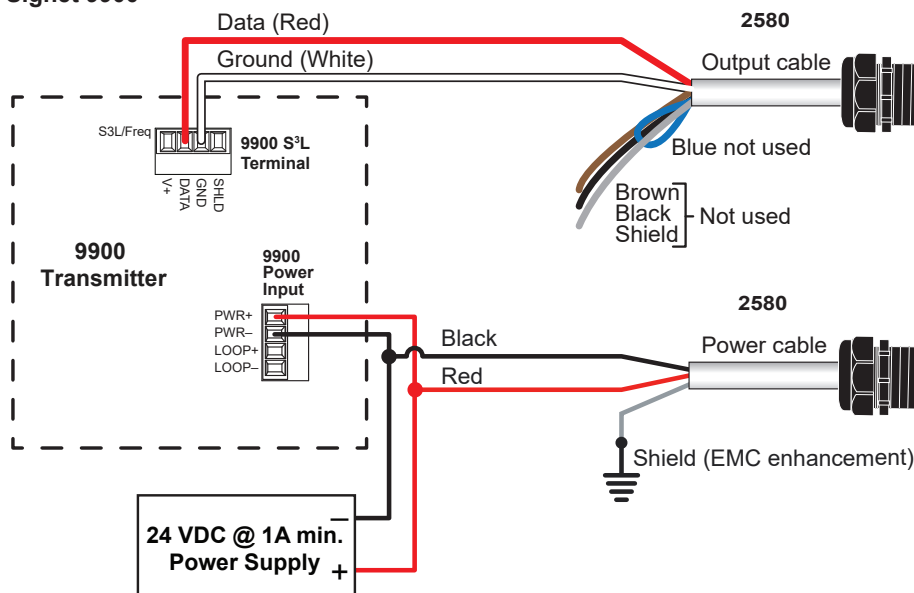 Data (Red)
2580
Ground (White)
Output cable
S3L/Freq
9900 S³L
Terminal
V+
DATA
GND
SHLD
Blue not used
Brown
Black
Shield
Not used
9900
Transmitter
9900
Power
Input
PWR+
PWR–
LOOP+
LOOP–
2580
Black
Power cable
Red
Shield (EMC enhancement)
24 VDC @ 1A min.
Power Supply
–
+